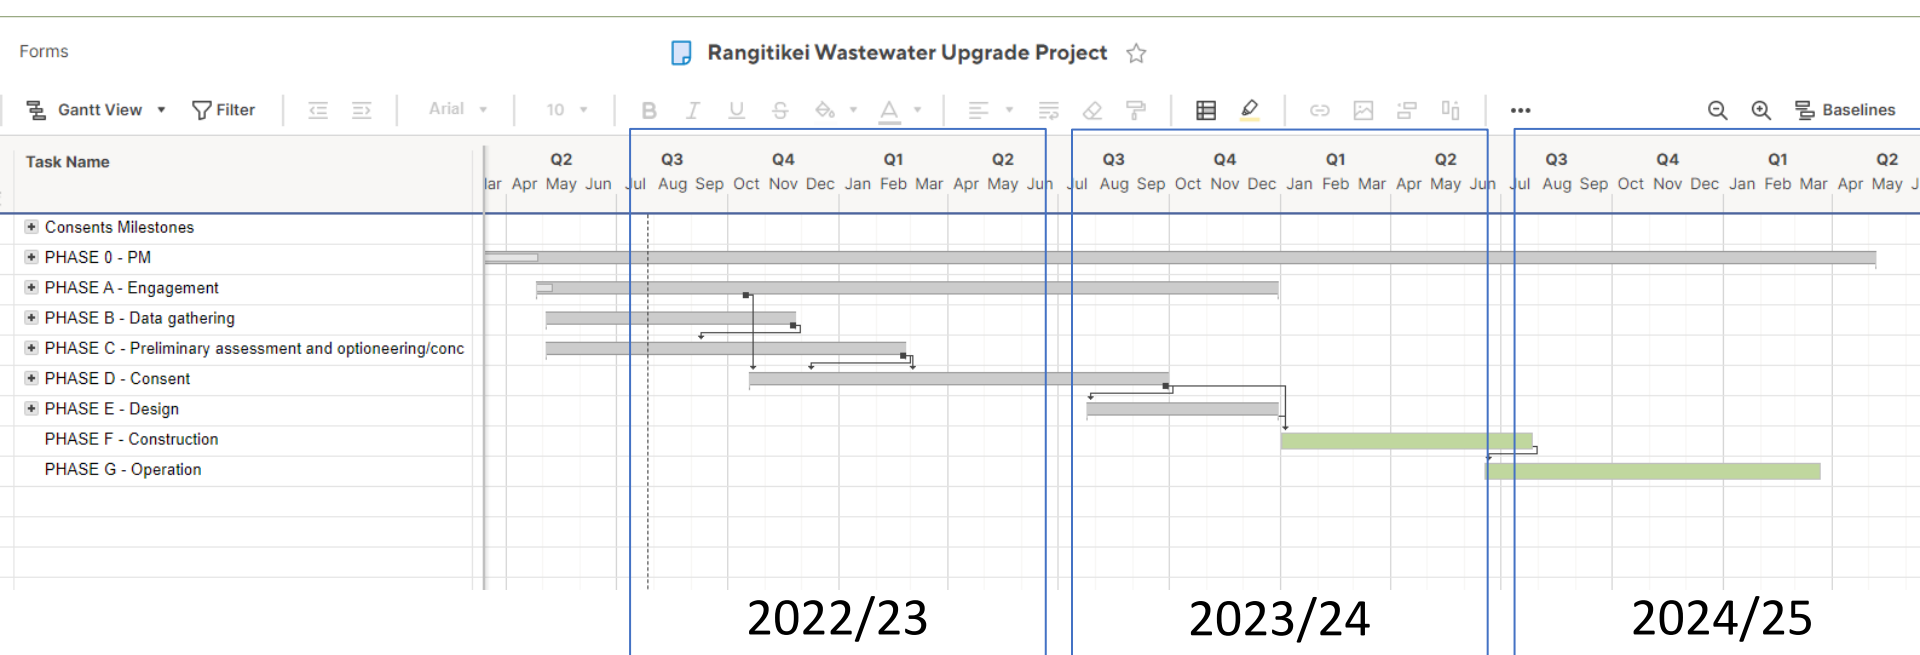 Forms
Rangitikei Wastewater Upgrade Project
Gantt View Filter Arial 10 B I U S A Baselines
Task Name
Q2 Q3 Q4 Q1 Q2 Q3 Q4 Q1 Q2 Q3 Q4 Q1 Q2
Apr May Jun Jul Aug Sep Oct Nov Dec Jan Feb Mar Apr May Jun Jul Aug Sep Oct Nov Dec Jan Feb Mar Apr May Jun Jul Aug Sep Oct Nov Dec Jan Feb Mar Apr May
Consents Milestones
PHASE 0 - PM
PHASE A - Engagement
PHASE B - Data gathering
PHASE C - Preliminary assessment and optioneering/conc
PHASE D - Consent
PHASE E - Design
PHASE F - Construction
PHASE G - Operation
2022/23 2023/24 2024/25